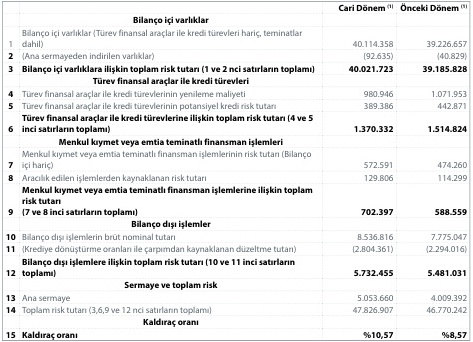 Cari Dönem (1) Önceki Dönem (1)
Bilanço içi varlıklar
Bilanço içi varlıklar (Türev finansal araçlar ile kredi türevleri hariç, teminatlar
1 dahil) 40.114.358 39.226.657
2 (Ana sermayeden indirilen varlıklar) (92.635) (40.829)
3 Bilanço içi varlıklara ilişkin toplam risk tutarı (1 ve 2 nci satırların toplamı) 40.021.723 39.185.828
Türev finansal araçlar ile kredi türevleri
4 Türev finansal araçlar ile kredi türevlerinin yenileme maliyeti 980.946 1.071.953
5 Türev finansal araçlar ile kredi türevlerinin potansiyel kredi risk tutarı 389.386 442.871
Türev finansal araçlar ile kredi türevlerine ilişkin toplam risk tutarı (4 ve 5
6 inci satırların toplamı) 1.370.332 1.514.824
Menkul kıymet veya emtia teminatlı finansman işlemleri
Menkul kıymet veya emtia teminatlı finansman işlemlerinin risk tutarı (Bilanço
7 içi hariç) 572.591 474.260
8 Aracılık edilen işlemlerden kaynaklanan risk tutarı 129.806 114.299
Menkul kıymet veya emtia teminatlı finansman işlemlerine ilişkin toplam
risk tutarı
9 (7 ve 8 inci satırların toplamı) 702.397 588.559
Bilanço dışı işlemler
10 Bilanço dışı işlemlerin brüt nominal tutarı 8.536.816 7.775.047
11 (Krediye dönüştürme oranları ile çarpımdan kaynaklanan düzeltme tutarı) (2.804.361) (2.294.016)
Bilanço dışı işlemlere ilişkin toplam risk tutarı (10 ve 11 inci satırların
12 toplamı) 5.732.455 5.481.031
Sermaye ve toplam risk
13 Ana sermaye 5.053.660 4.009.392
14 Toplam risk tutarı (3,6,9 ve 12 nci satırların toplamı) 47.826.907 46.770.242
Kaldıraç oranı
15 Kaldıraç oranı %10,57 %8,57